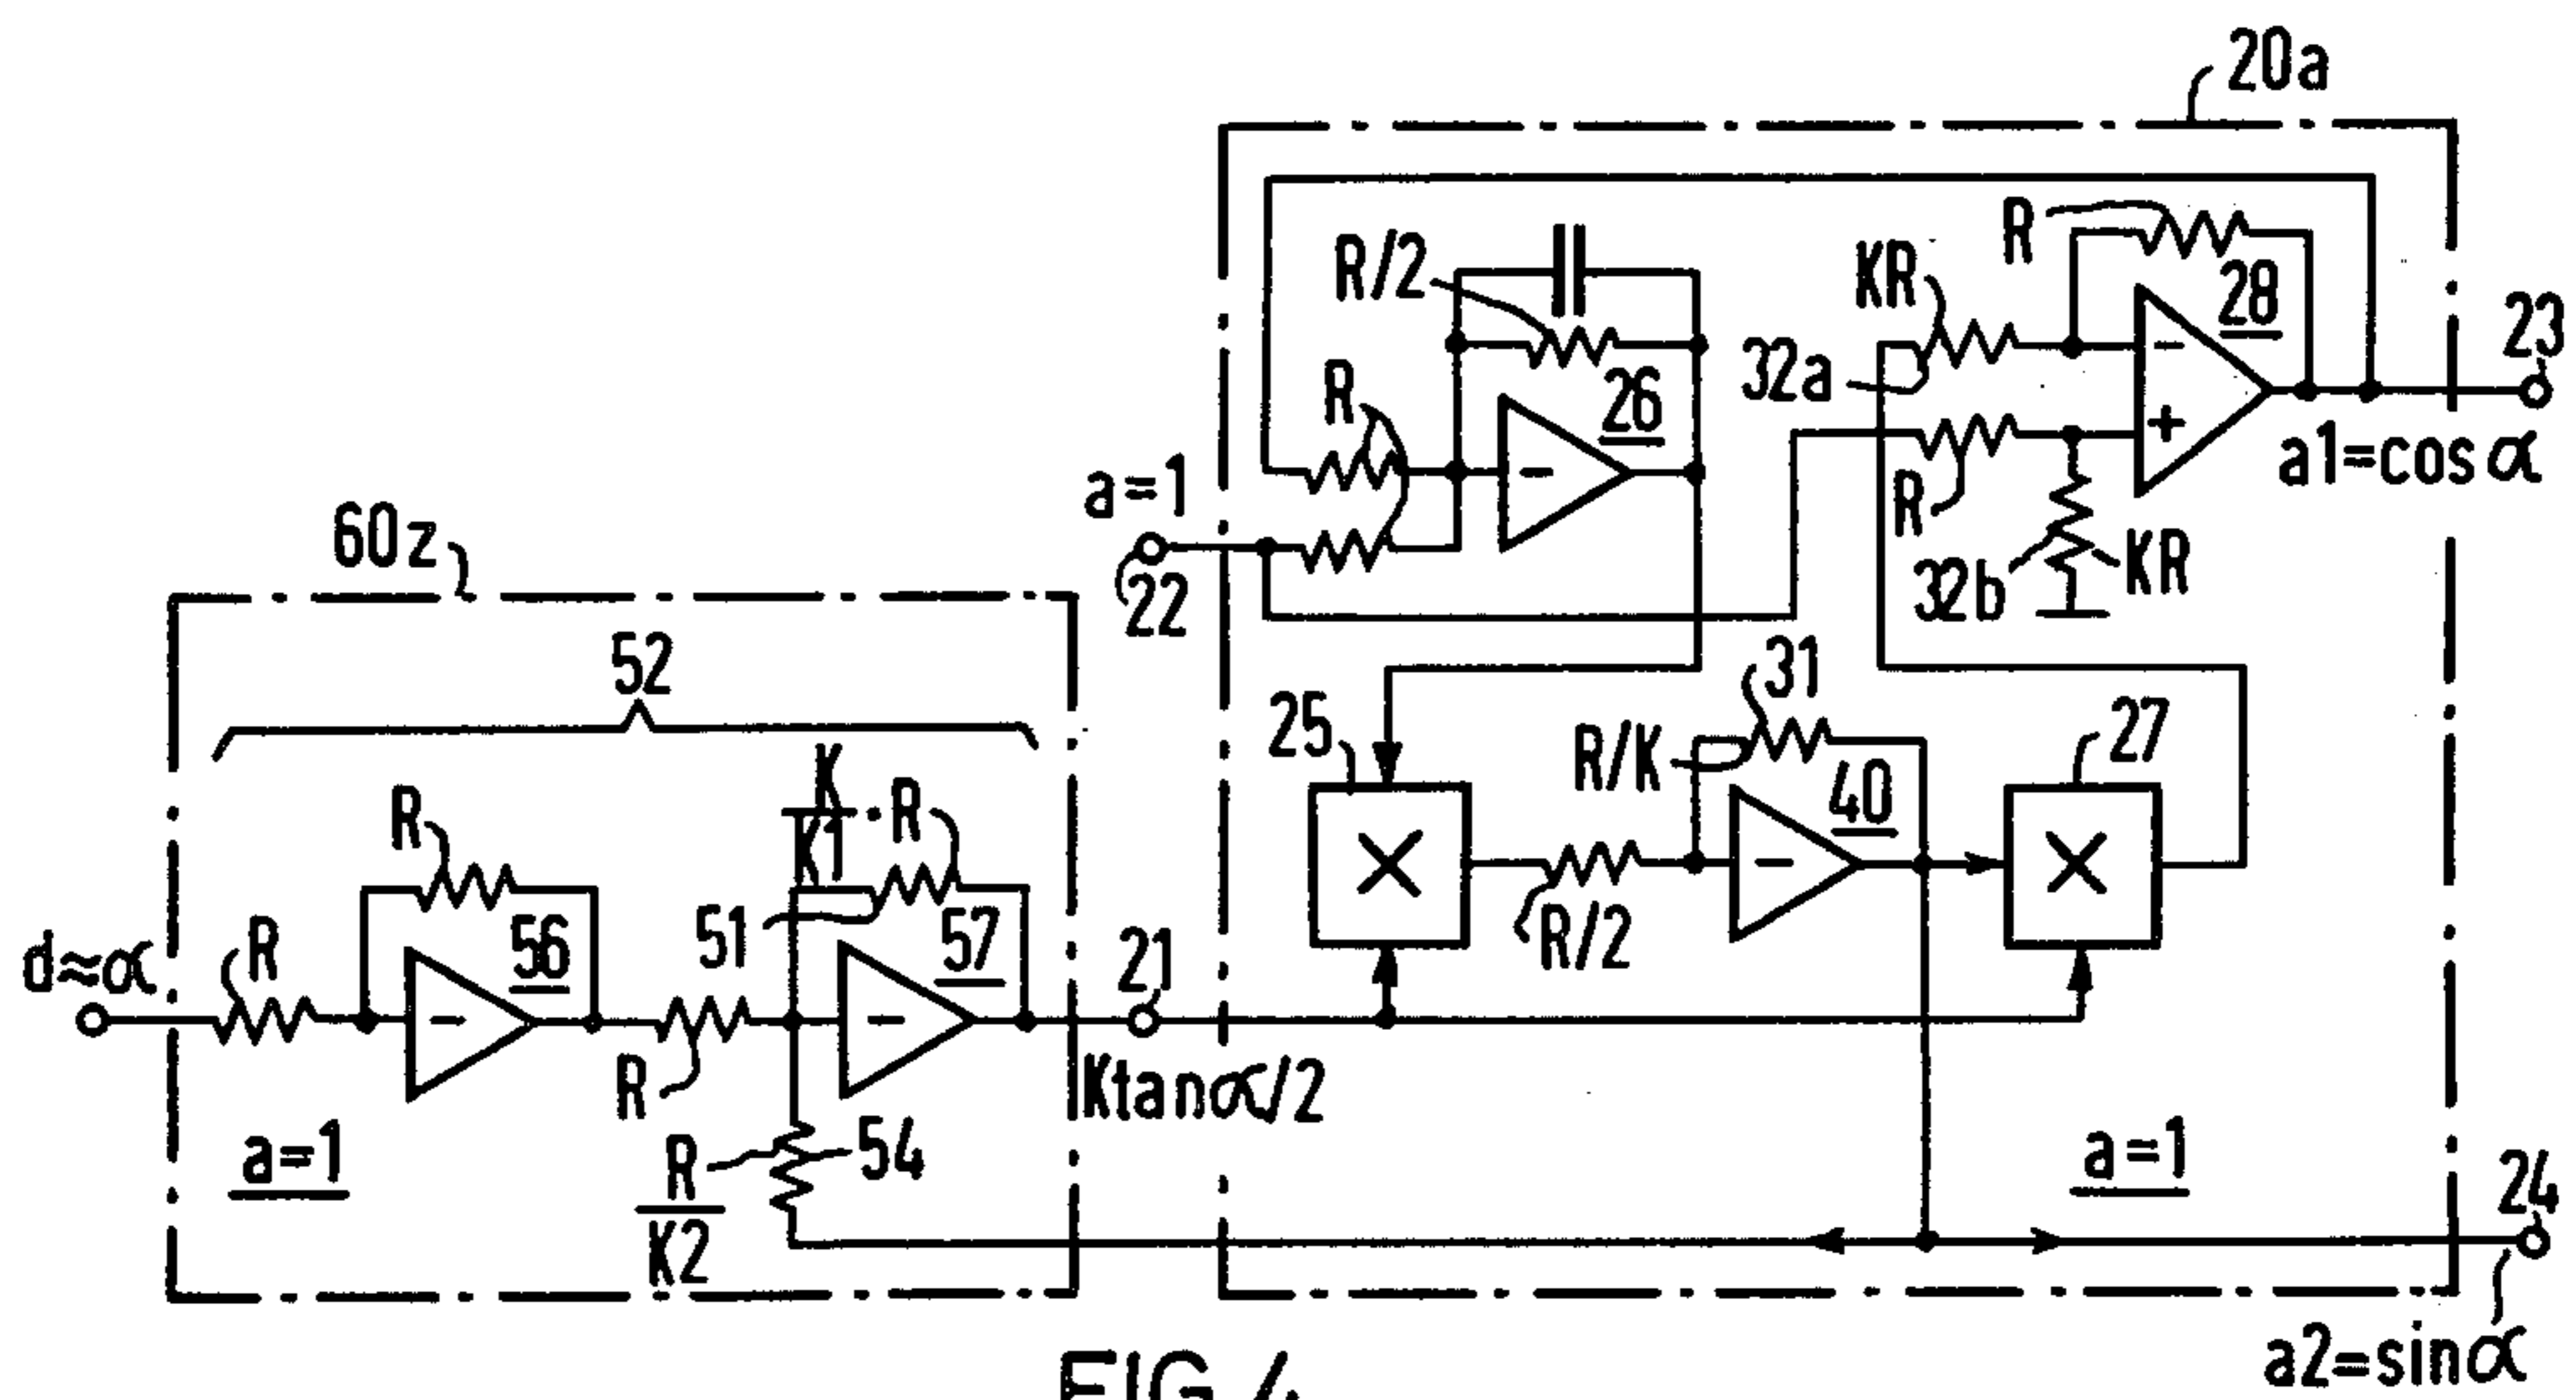 20a
R
KR
28
23
R/2
32a
26
R
+
a1=cosα
a=1
R
60z
22
32b
KR
52
31
25
27
R/K
K
K1
· R
R
40
×
×
51
57
R
56
21
R/2
d≈α
R
Ktanα/2
a=1
R
K2
54
a=1
24
a2=sinα
FIG 4